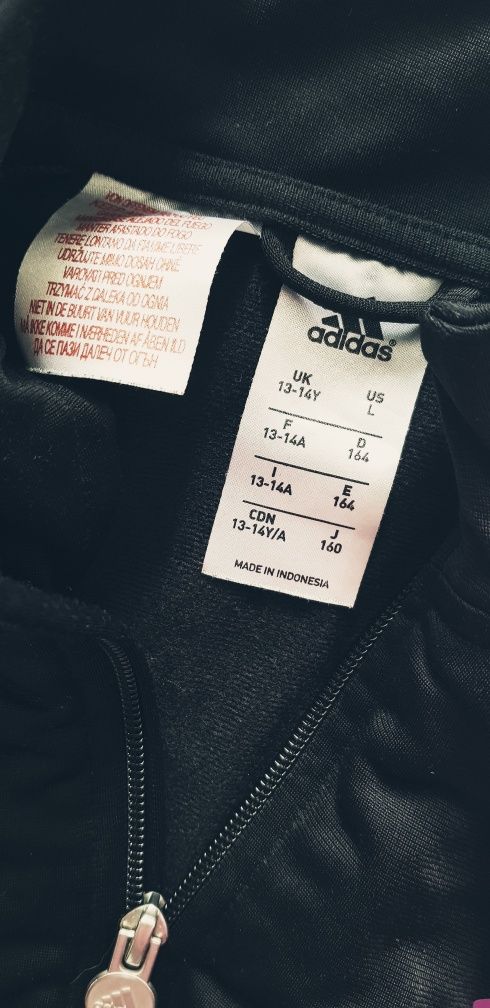 MANTER AFASTADO DO FOGO
TENERE LONTANO DA FIAMME LIBERE
UDRŽUJTE MIMO DOSAH OHNĚ
VAROVATI PRED OGNJEM
TRZYMAĆ Z DALEKA OD OGNIA
NIET IN DE BUURT VAN VUUR HOUDEN
MÅ IKKE KOMME I NÆRHEDEN AF ÅBEN ILD
ДА СЕ ПАЗИ ДАЛЕЧ ОТ ОГЪН
adidas®
UK US
13-14Y L
F D
13-14A 164
I E
13-14A 164
CDN J
13-14Y/A 160
MADE IN INDONESIA